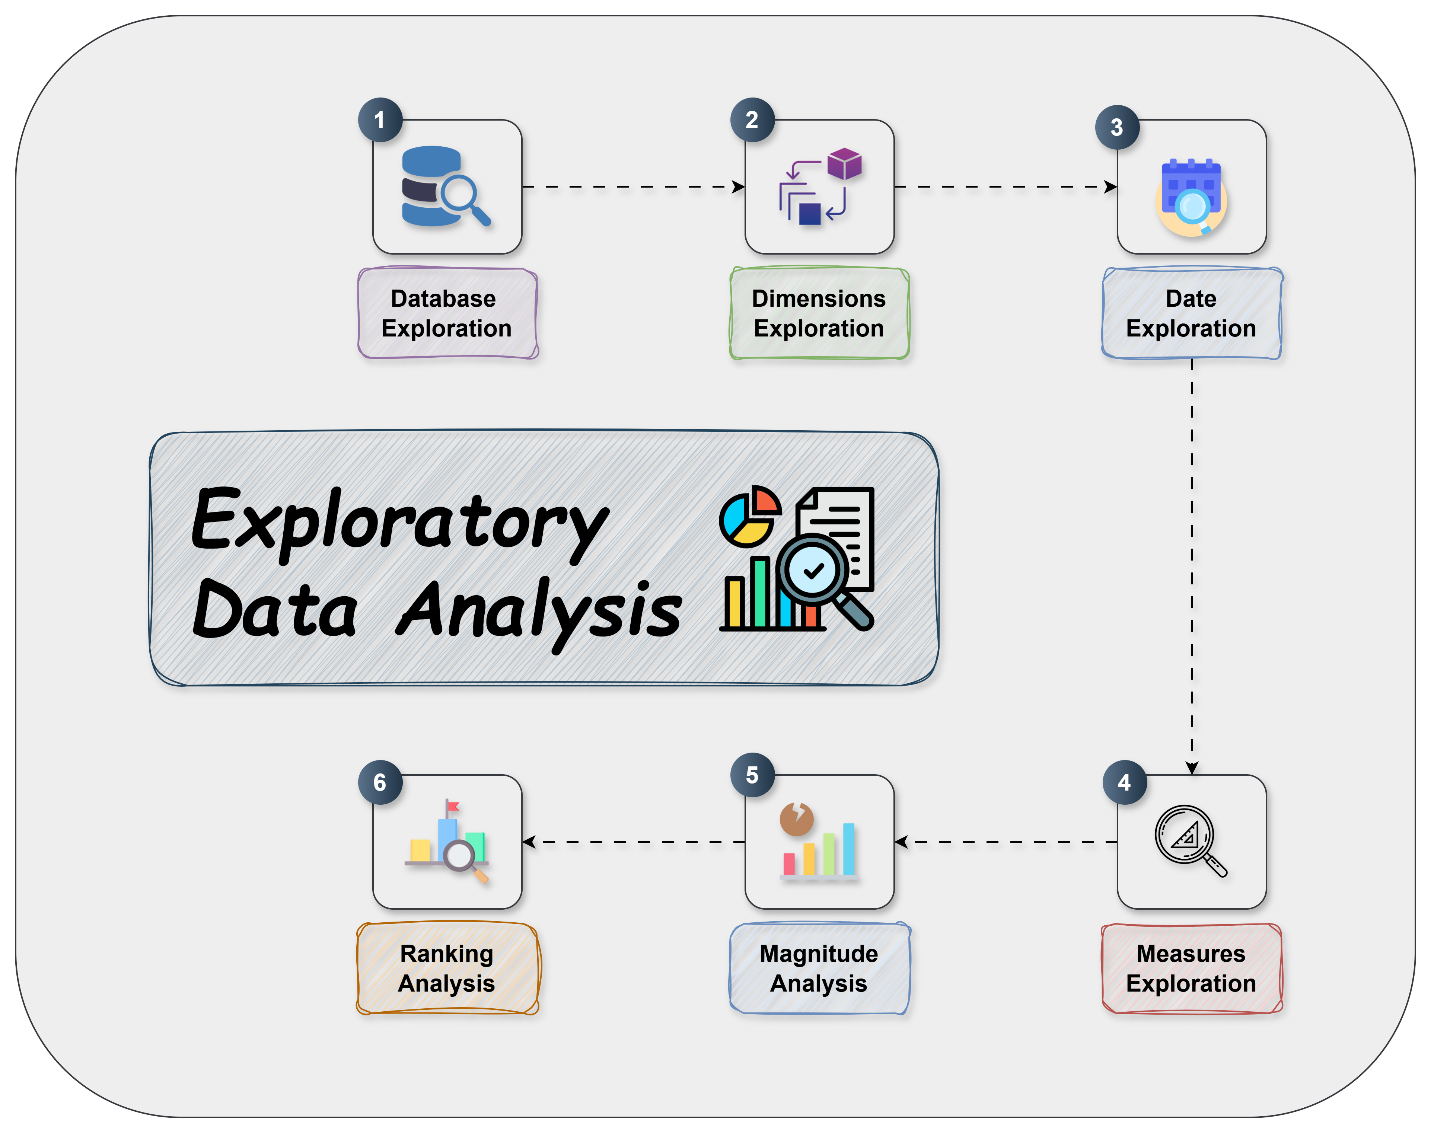 1
Database
Exploration
2
Dimensions
Exploration
3
Date
Exploration
Exploratory
Data Analysis
4
Measures
Exploration
5
Magnitude
Analysis
6
Ranking
Analysis